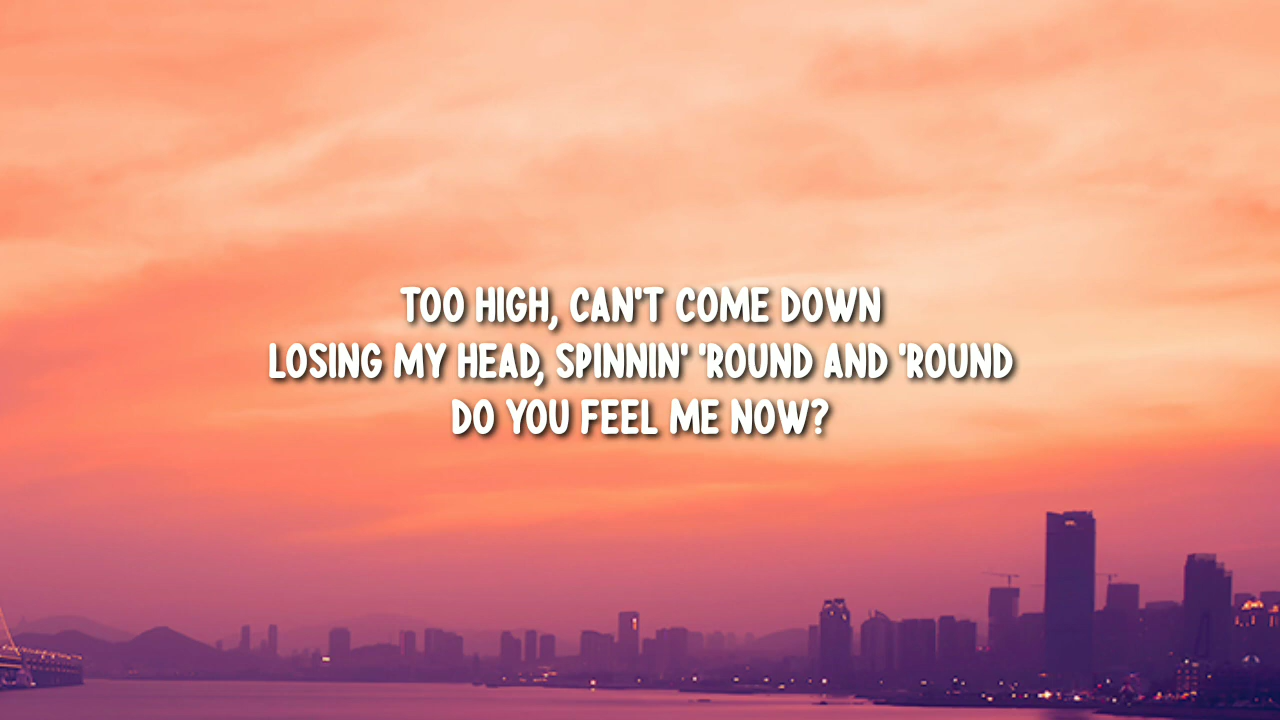 TOO HIGH, CAN'T COME DOWN
LOSING MY HEAD, SPINNIN' 'ROUND AND 'ROUND
DO YOU FEEL ME NOW?